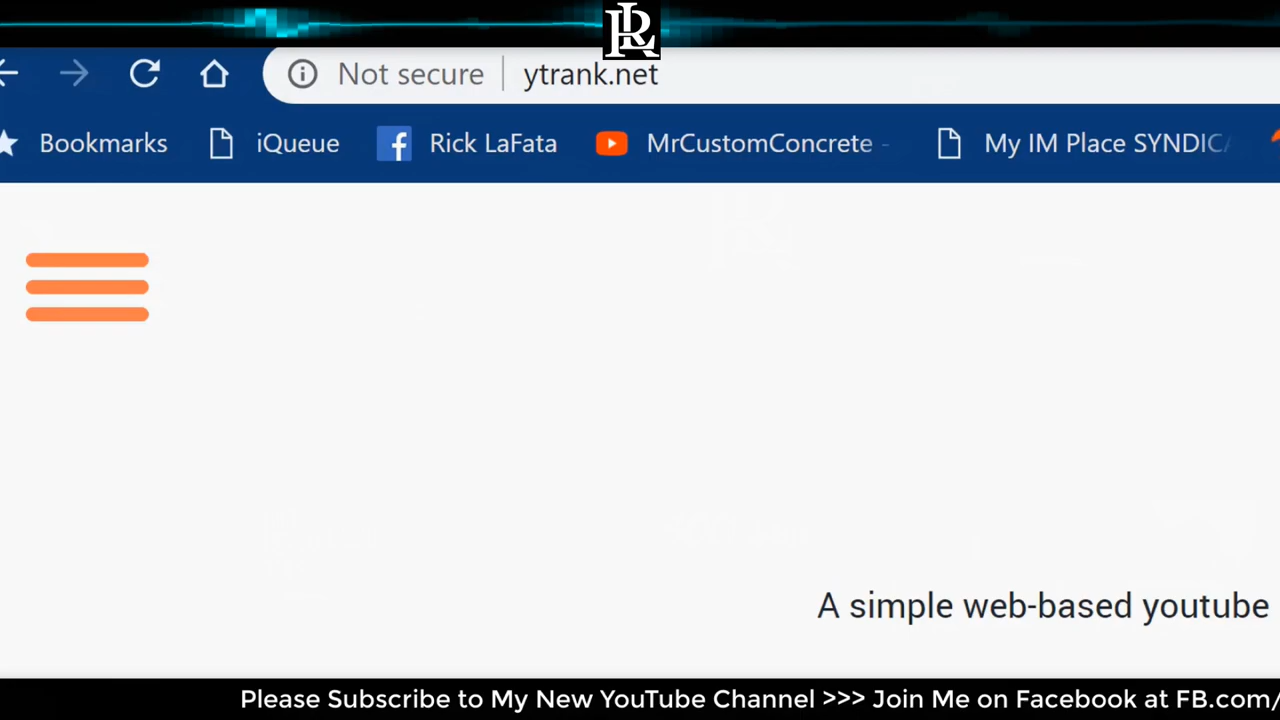 RL
Not secure ytrank.net
Bookmarks iQueue Rick LaFata MrCustomConcrete - My IM Place SYNDIC
A simple web-based youtube
Please Subscribe to My New YouTube Channel >>> Join Me on Facebook at FB.com/